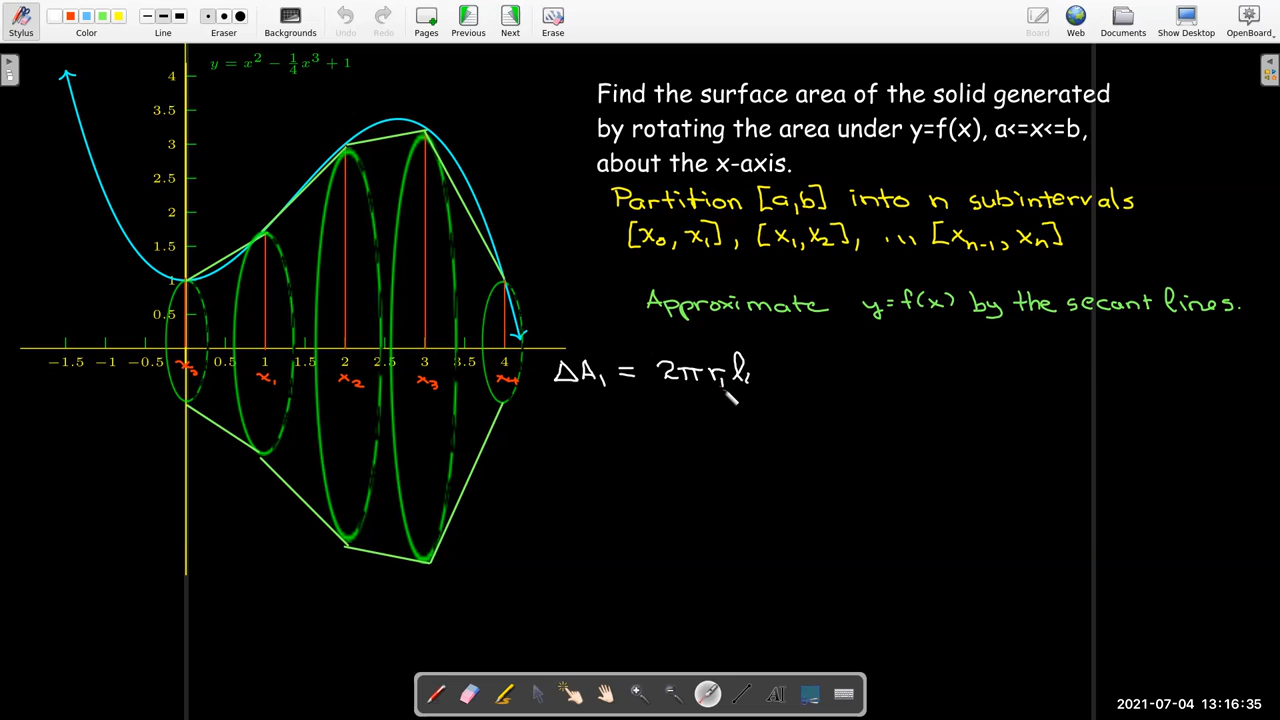 Stylus Color Line Eraser Backgrounds Undo Redo Pages Previous Next Erase Board Web Documents Show Desktop OpenBoard
y = x² − 1/4 x³ + 1
4
3.5
3
2.5
2
1.5
1
0.5
−1.5 −1 −0.5 0.5 1 1.5 2 2.5 3 3.5 4
x₁ x₂ x₃ x₄
Find the surface area of the solid generated
by rotating the area under y=f(x), a<=x<=b,
about the x-axis.
Partition [a,b] into n subintervals
[x₀, x₁], [x₁, x₂], ... [xₙ₋₁, xₙ]
Approximate y=f(x) by the secant lines.
ΔA₁ = 2πr₁l₁
AI
2021-07-04 13:16:35